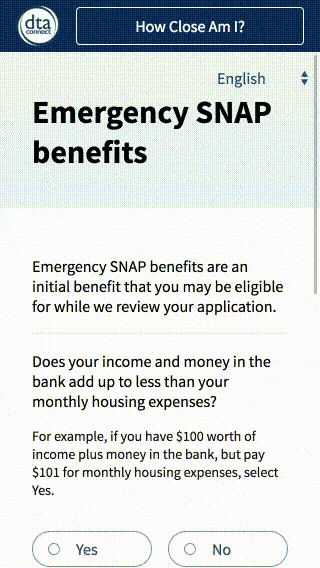 dta
connect
How Close Am I?
English
Emergency SNAP
benefits
Emergency SNAP benefits are an
initial benefit that you may be eligible
for while we review your application.
Does your income and money in the
bank add up to less than your
monthly housing expenses?
For example, if you have $100 worth of
income plus money in the bank, but pay
$101 for monthly housing expenses, select
Yes.
Yes
No